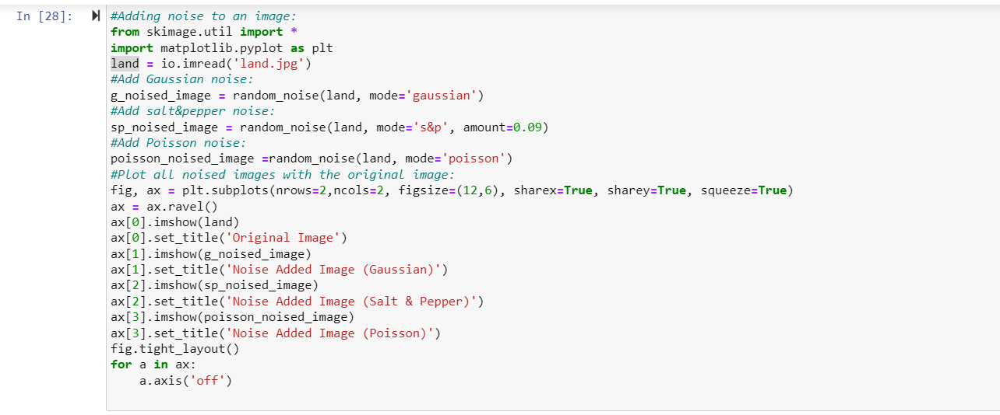 In [28]: #Adding noise to an image:
from skimage.util import *
import matplotlib.pyplot as plt
land = io.imread('land.jpg')
#Add Gaussian noise:
g_noised_image = random_noise(land, mode='gaussian')
#Add salt&pepper noise:
sp_noised_image = random_noise(land, mode='s&p', amount=0.09)
#Add Poisson noise:
poisson_noised_image =random_noise(land, mode='poisson')
#Plot all noised images with the original image:
fig, ax = plt.subplots(nrows=2,ncols=2, figsize=(12,6), sharex=True, sharey=True, squeeze=True)
ax = ax.ravel()
ax[0].imshow(land)
ax[0].set_title('Original Image')
ax[1].imshow(g_noised_image)
ax[1].set_title('Noise Added Image (Gaussian)')
ax[2].imshow(sp_noised_image)
ax[2].set_title('Noise Added Image (Salt & Pepper)')
ax[3].imshow(poisson_noised_image)
ax[3].set_title('Noise Added Image (Poisson)')
fig.tight_layout()
for a in ax:
    a.axis('off')